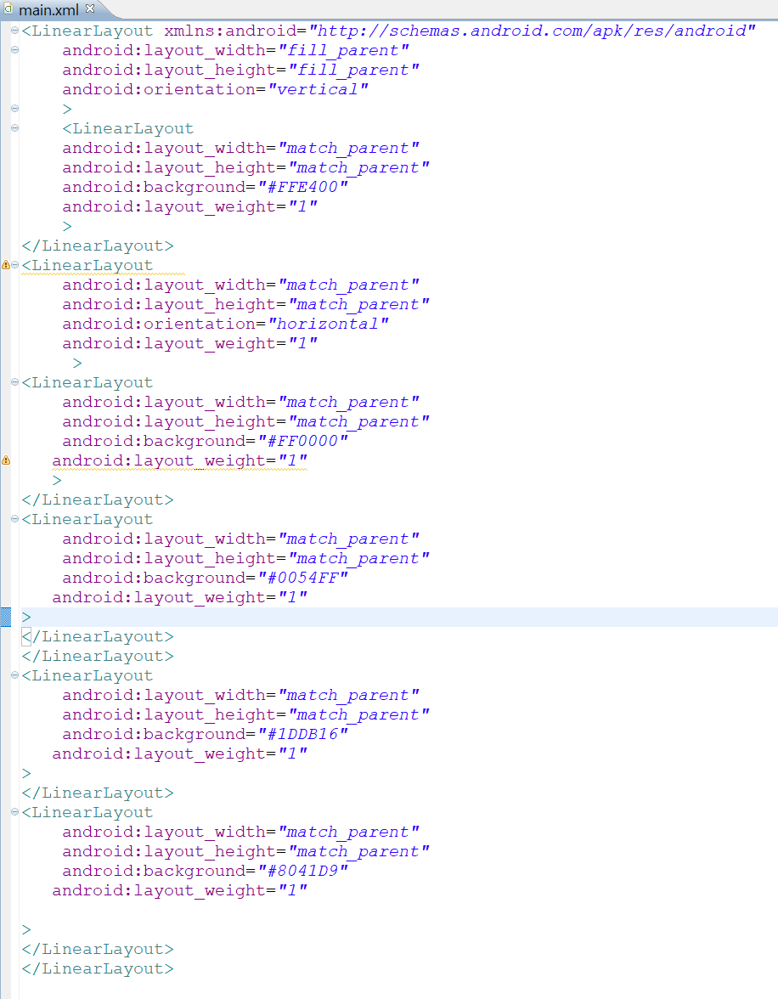 main.xml
<LinearLayout xmlns:android="http://schemas.android.com/apk/res/android"
    android:layout_width="fill_parent"
    android:layout_height="fill_parent"
    android:orientation="vertical"
    >
    <LinearLayout
    android:layout_width="match_parent"
    android:layout_height="match_parent"
    android:background="#FFE400"
    android:layout_weight="1"
    >
</LinearLayout>
<LinearLayout
    android:layout_width="match_parent"
    android:layout_height="match_parent"
    android:orientation="horizontal"
    android:layout_weight="1"
     >
<LinearLayout
    android:layout_width="match_parent"
    android:layout_height="match_parent"
    android:background="#FF0000"
   android:layout_weight="1"
   >
</LinearLayout>
<LinearLayout
    android:layout_width="match_parent"
    android:layout_height="match_parent"
    android:background="#0054FF"
   android:layout_weight="1"
>
</LinearLayout>
</LinearLayout>
<LinearLayout
    android:layout_width="match_parent"
    android:layout_height="match_parent"
    android:background="#1DDB16"
   android:layout_weight="1"
>
</LinearLayout>
<LinearLayout
    android:layout_width="match_parent"
    android:layout_height="match_parent"
    android:background="#8041D9"
   android:layout_weight="1"

>
</LinearLayout>
</LinearLayout>